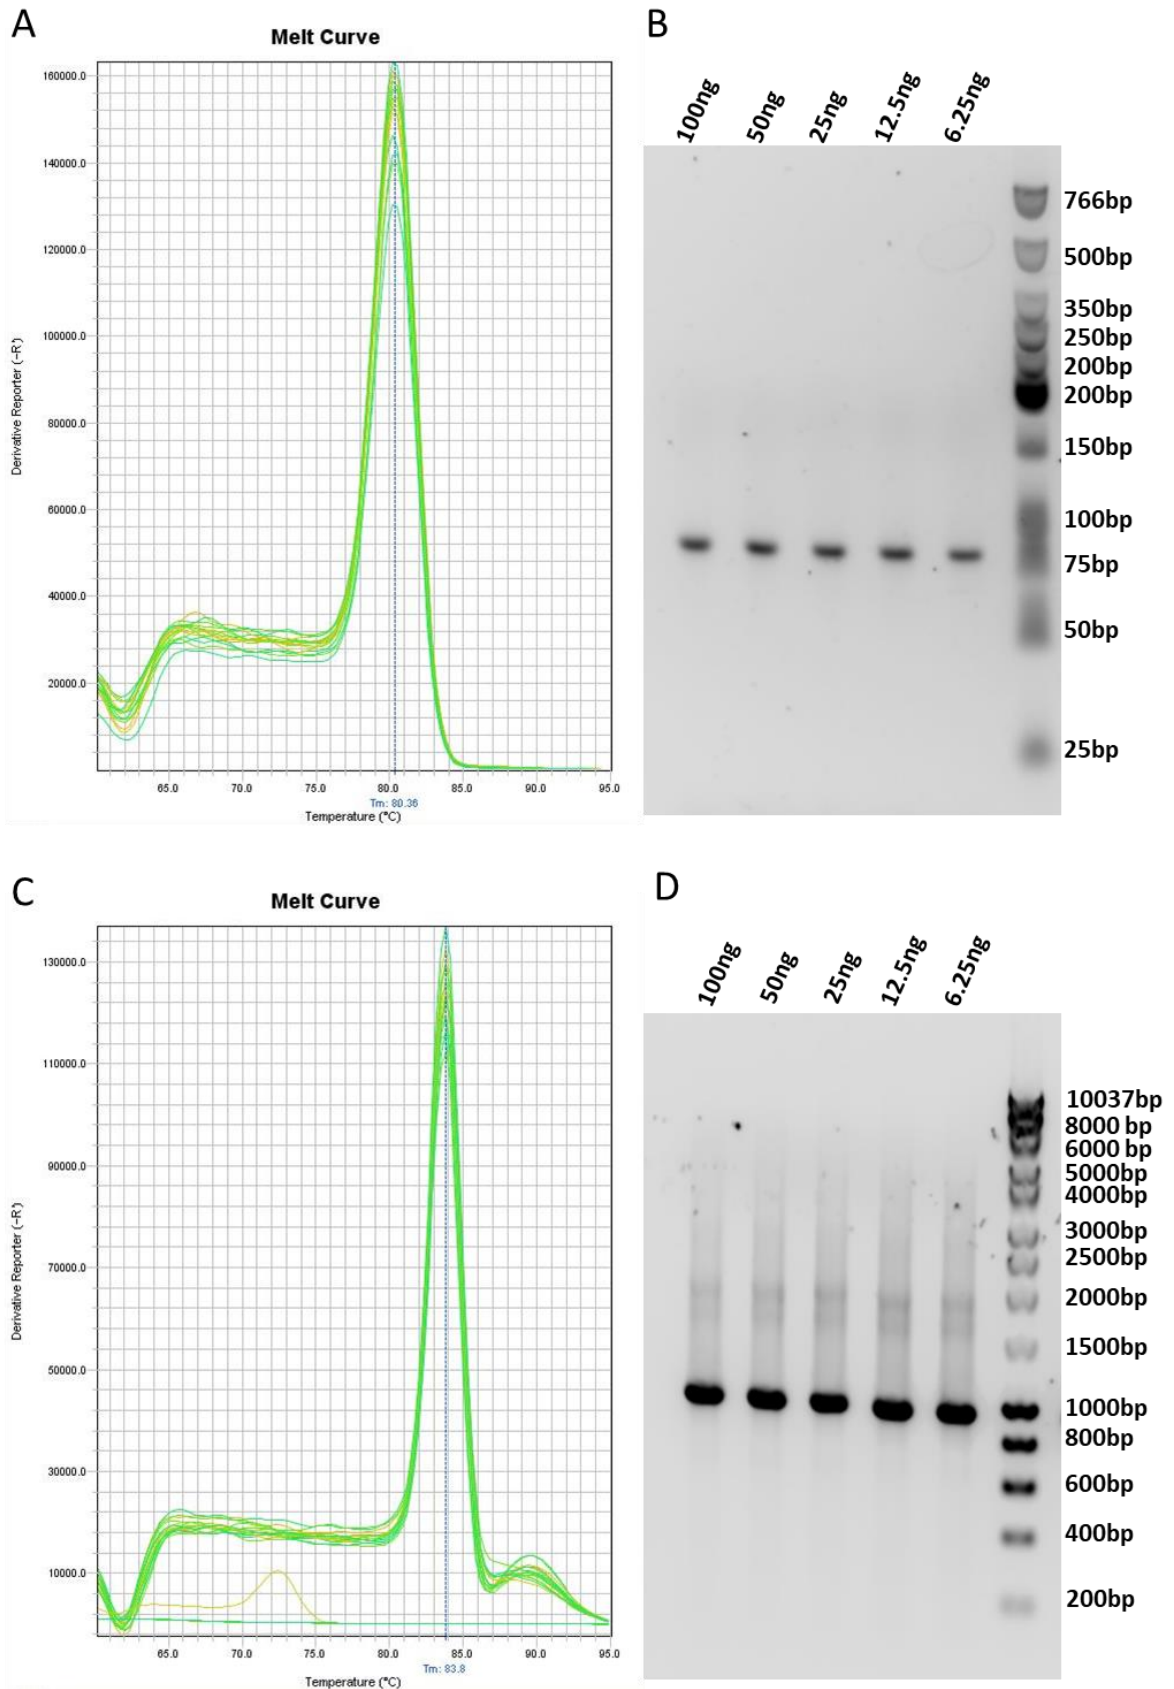 A
Melt Curve
160000.0
140000.0
120000.0
100000.0
80000.0
60000.0
40000.0
20000.0
Derivative Reporter (-R')
65.0 70.0 75.0 80.0 85.0 90.0 95.0
Tm: 80.36
Temperature (°C)
B
100ng 50ng 25ng 12.5ng 6.25ng
766bp
500bp
350bp
250bp
200bp
200bp
150bp
100bp
75bp
50bp
25bp
C
Melt Curve
130000.0
110000.0
90000.0
70000.0
50000.0
30000.0
10000.0
Derivative Reporter (-R')
65.0 70.0 75.0 80.0 85.0 90.0 95.0
Tm: 83.8
Temperature (°C)
D
100ng 50ng 25ng 12.5ng 6.25ng
10037bp
8000 bp
6000 bp
5000bp
4000bp
3000bp
2500bp
2000bp
1500bp
1000bp
800bp
600bp
400bp
200bp